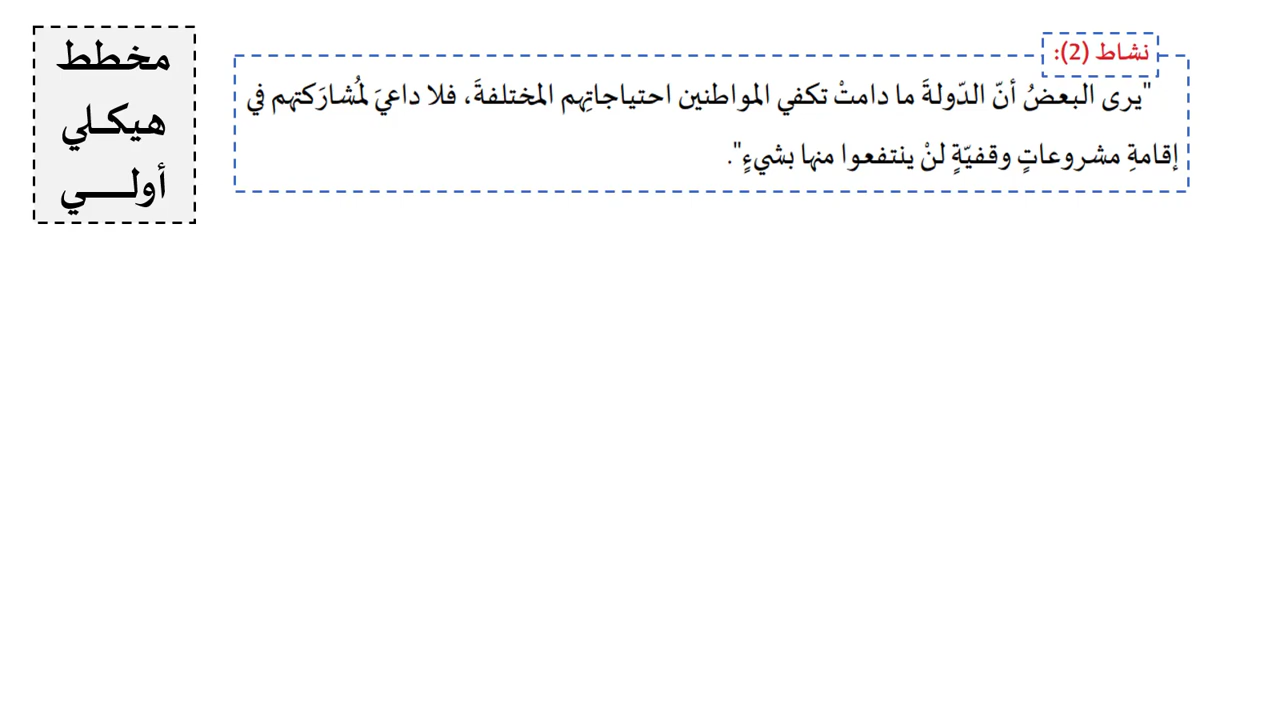 نشاط (2):
"يرى البعضُ أنّ الدّولةَ ما دامتْ تكفي المواطنين احتياجاتِهم المختلفةَ، فلا داعيَ لمُشارَكتهم في
إقامةِ مشروعاتٍ وقفيّةٍ لنْ ينتفعوا منها بشيءٍ".
مخطط
هيكلي
أولي